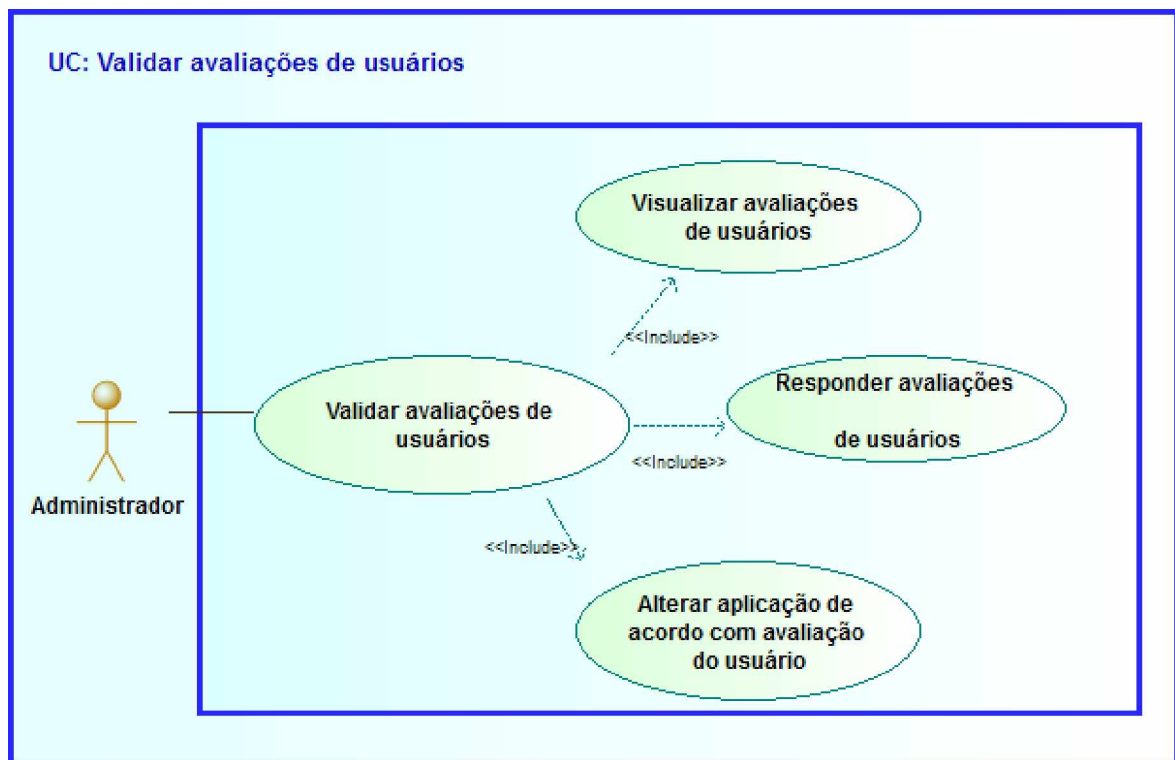 UC: Validar avaliações de usuários
Visualizar avaliações
de usuários
<<Include>>
Responder avaliações
de usuários
Validar avaliações de
usuários
<<Include>>
Administrador
<<Include>>
Alterar aplicação de
acordo com avaliação
do usuário